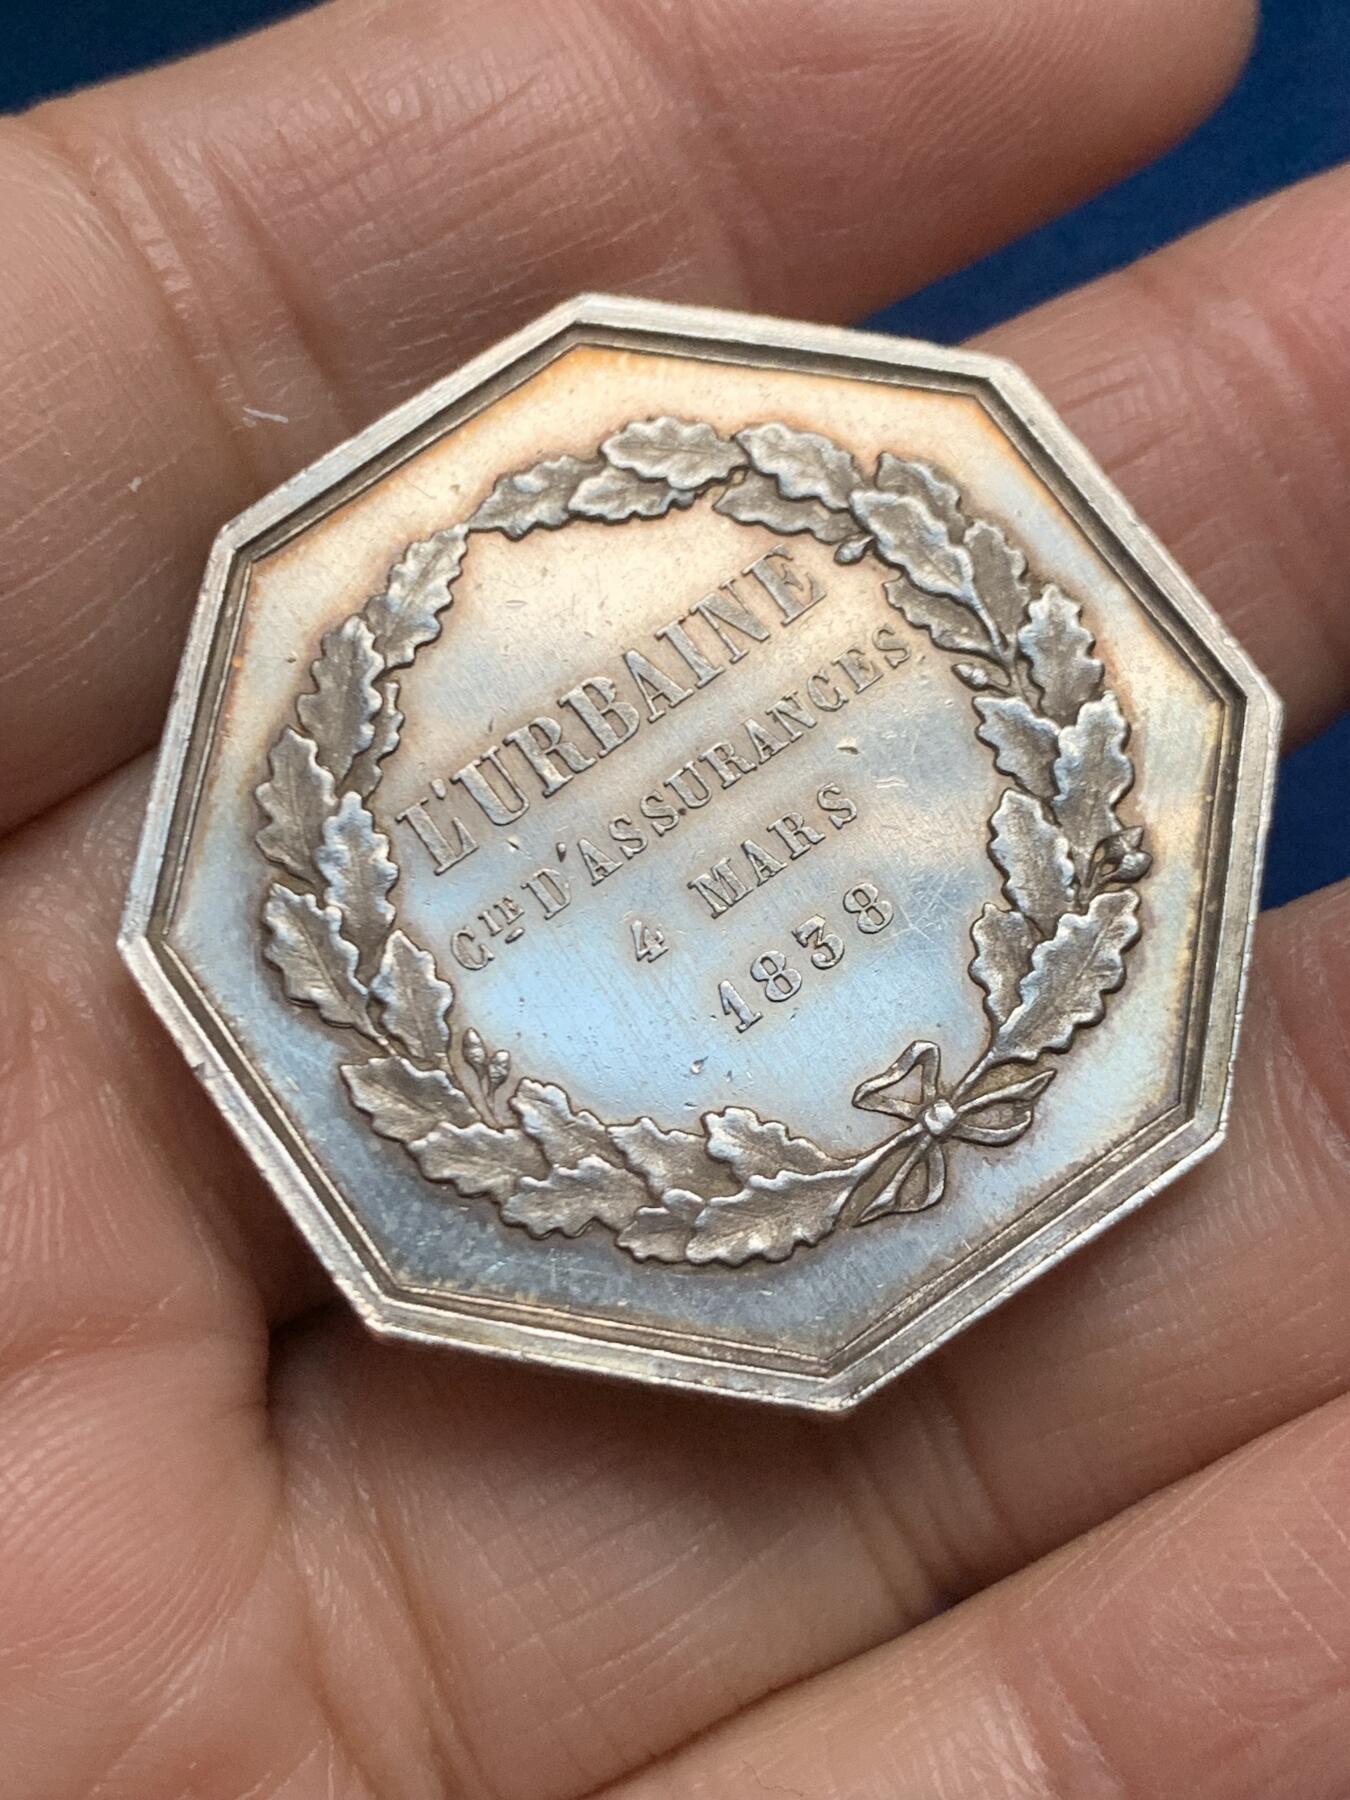 L'URBAINE
CIE D'ASSURANCES
4 MARS
1838